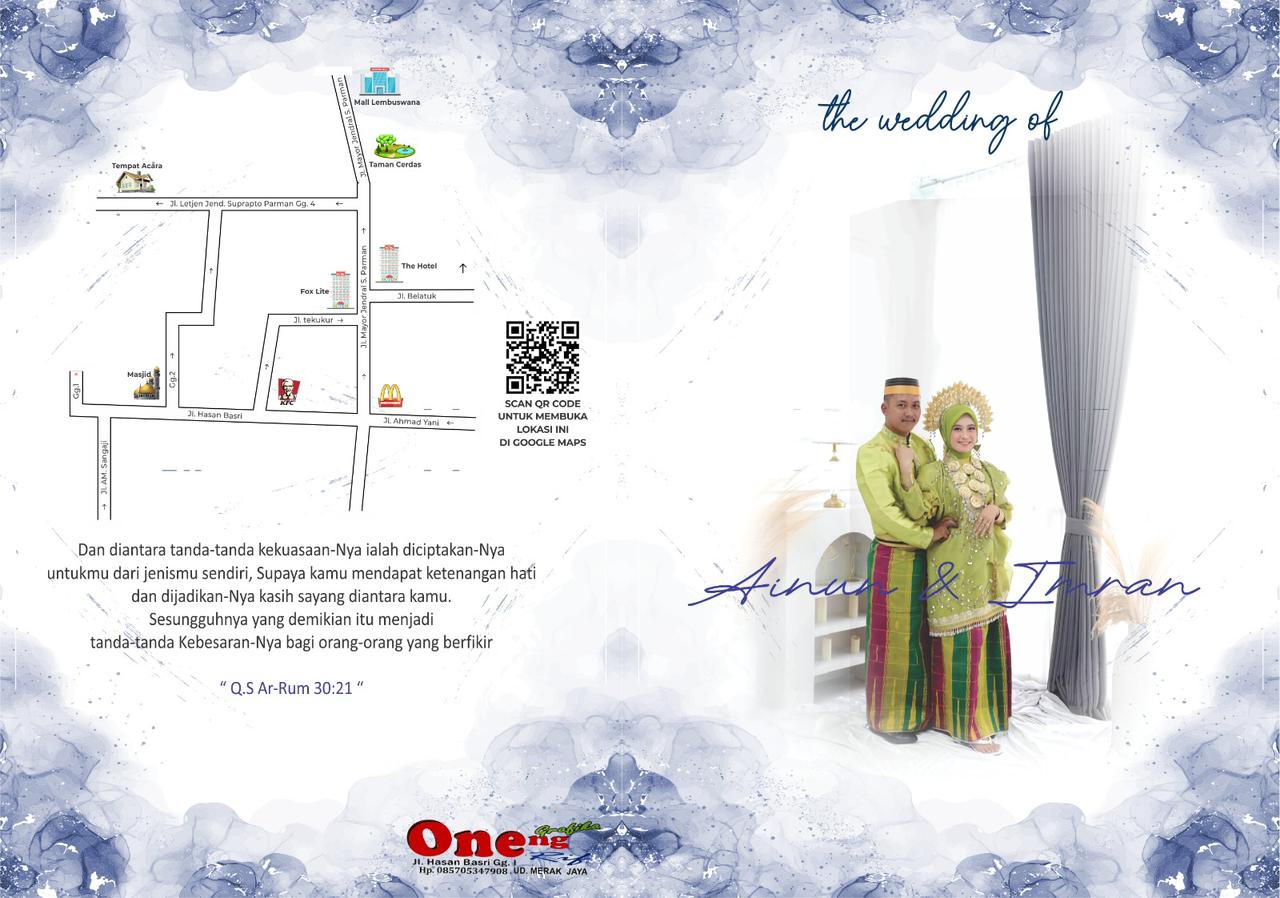 Mall Lembuswana
Jl. Mayor Jendral S. Parman
Taman Cerdas
Tempat Acara
← Jl. Letjen Jend. Suprapto Parman Gg. 4 ←
The Hotel
Fox Lite
Jl. Mayor Jendral S. Parman
Jl. Belatuk
Jl. tekukur →
Masjid
Gg.1
Gg.2
KFC
Jl. Hasan Basri
Jl. Ahmad Yani ←
Jl. AM. Sangaji
SCAN QR CODE
UNTUK MEMBUKA
LOKASI INI
DI GOOGLE MAPS
Dan diantara tanda-tanda kekuasaan-Nya ialah diciptakan-Nya
untukmu dari jenismu sendiri, Supaya kamu mendapat ketenangan hati
dan dijadikan-Nya kasih sayang diantara kamu.
Sesungguhnya yang demikian itu menjadi
tanda-tanda Kebesaran-Nya bagi orang-orang yang berfikir
“ Q.S Ar-Rum 30:21 “
One ng Grafika
Jl. Hasan Basri Gg. 1
Hp. 085705347908 UD. MERAK JAYA
the wedding of
Ainun & Imran